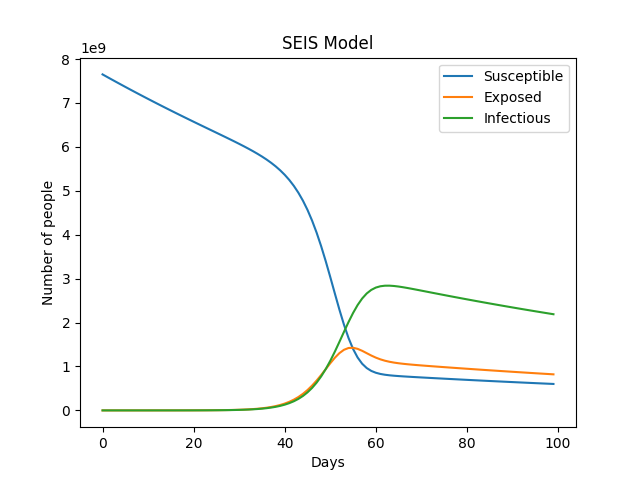 SEIS Model
1e9
8
7
6
5
4
3
2
1
0
Number of people
Susceptible
Exposed
Infectious
0 20 40 60 80 100
Days